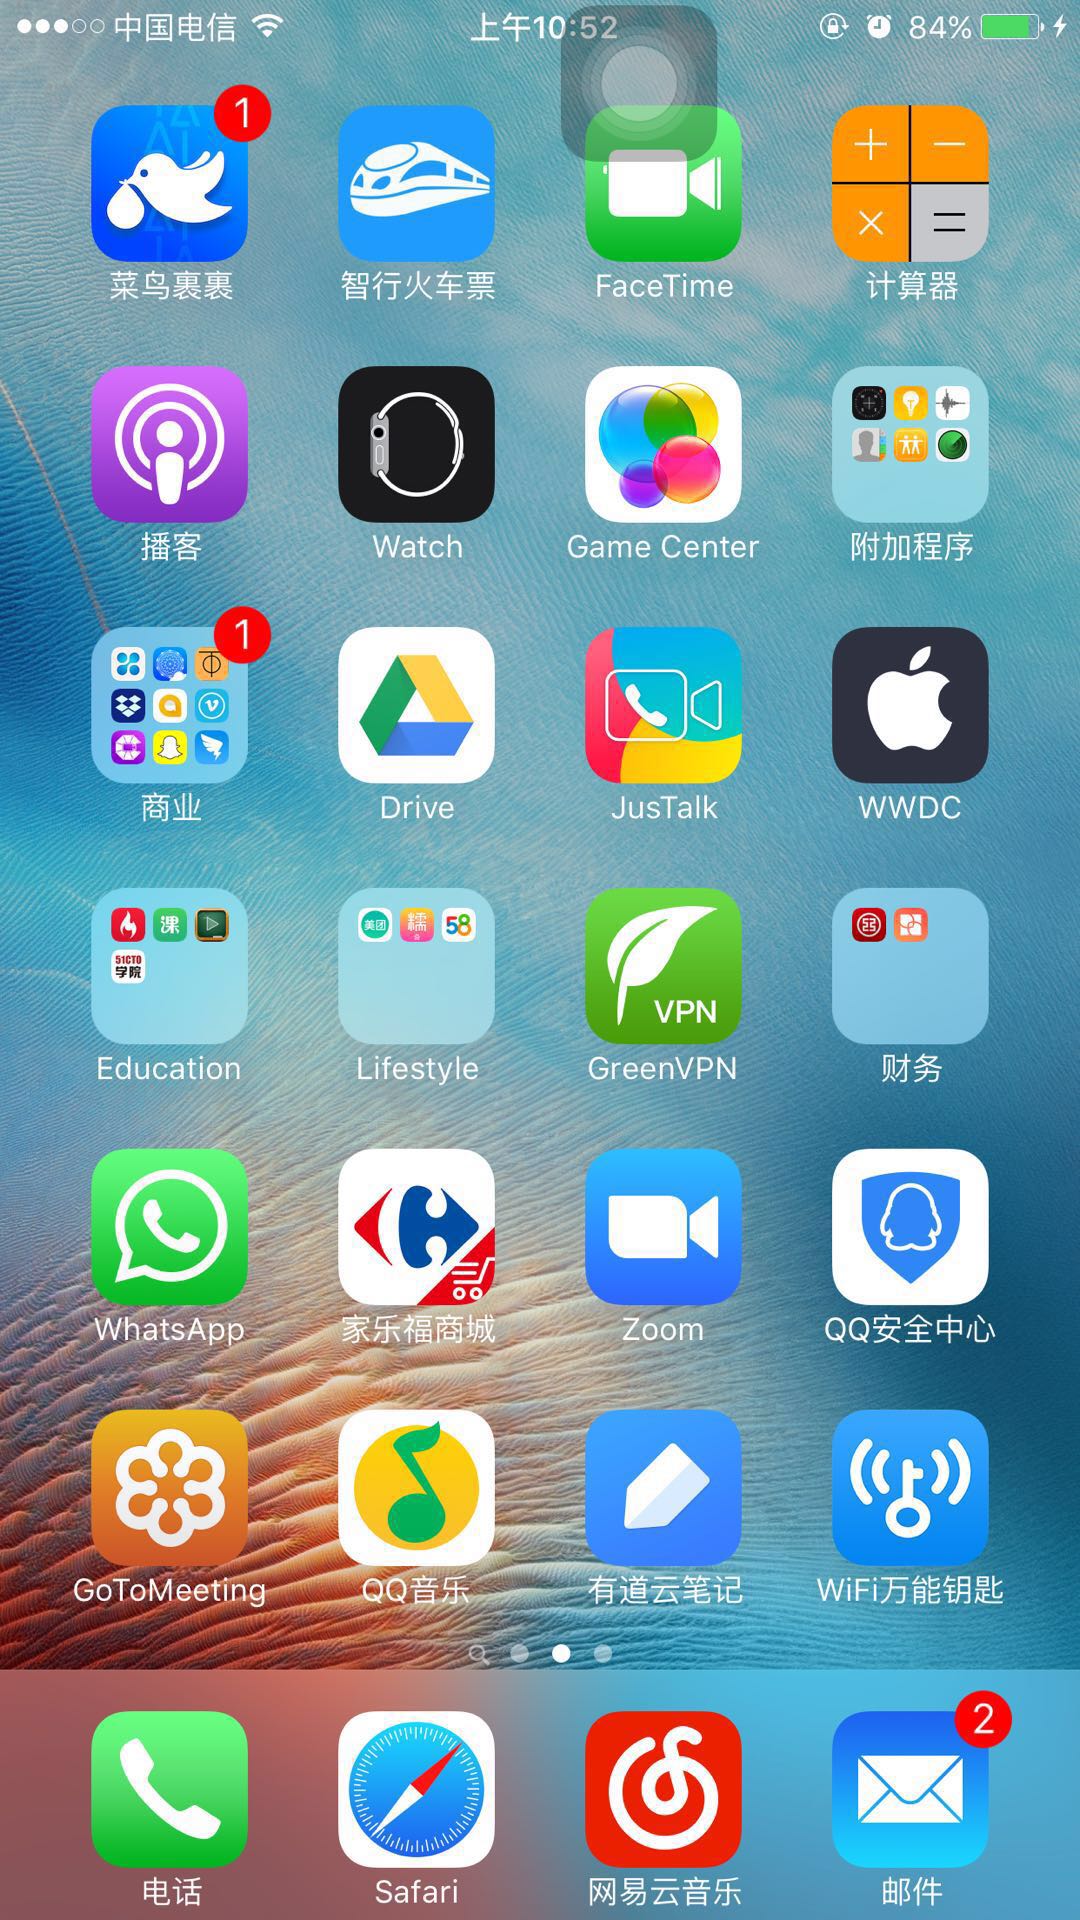 中国电信 上午10:52 84%
1
菜鸟裹裹 智行火车票 FaceTime 计算器
播客 Watch Game Center 附加程序
1
商业 Drive JusTalk WWDC
课 51CTO 学院
美团 糯 58
VPN
Education Lifestyle GreenVPN 财务
WhatsApp 家乐福商城 Zoom QQ安全中心
GoToMeeting QQ音乐 有道云笔记 WiFi万能钥匙
2
电话 Safari 网易云音乐 邮件